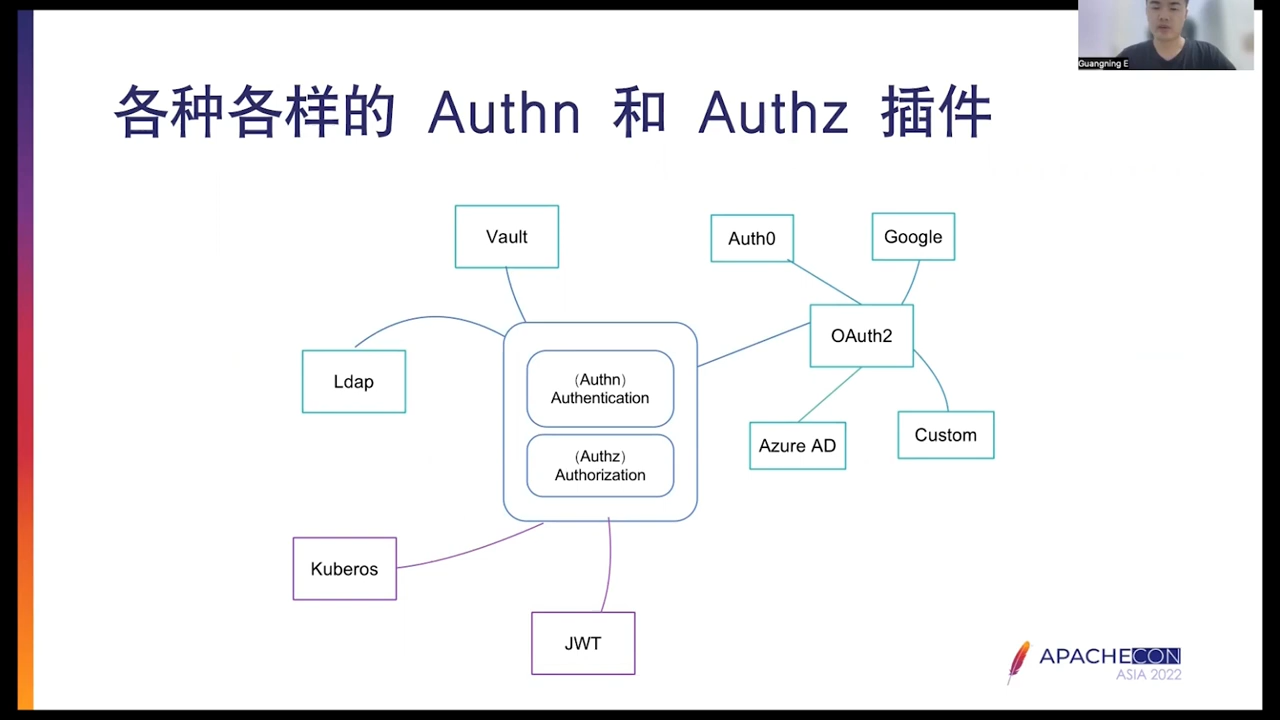 Guangning E
各种各样的 Authn 和 Authz 插件
Vault
Auth0
Google
OAuth2
Ldap
（Authn）
Authentication
（Authz）
Authorization
Azure AD
Custom
Kuberos
JWT
APACHECON
ASIA 2022